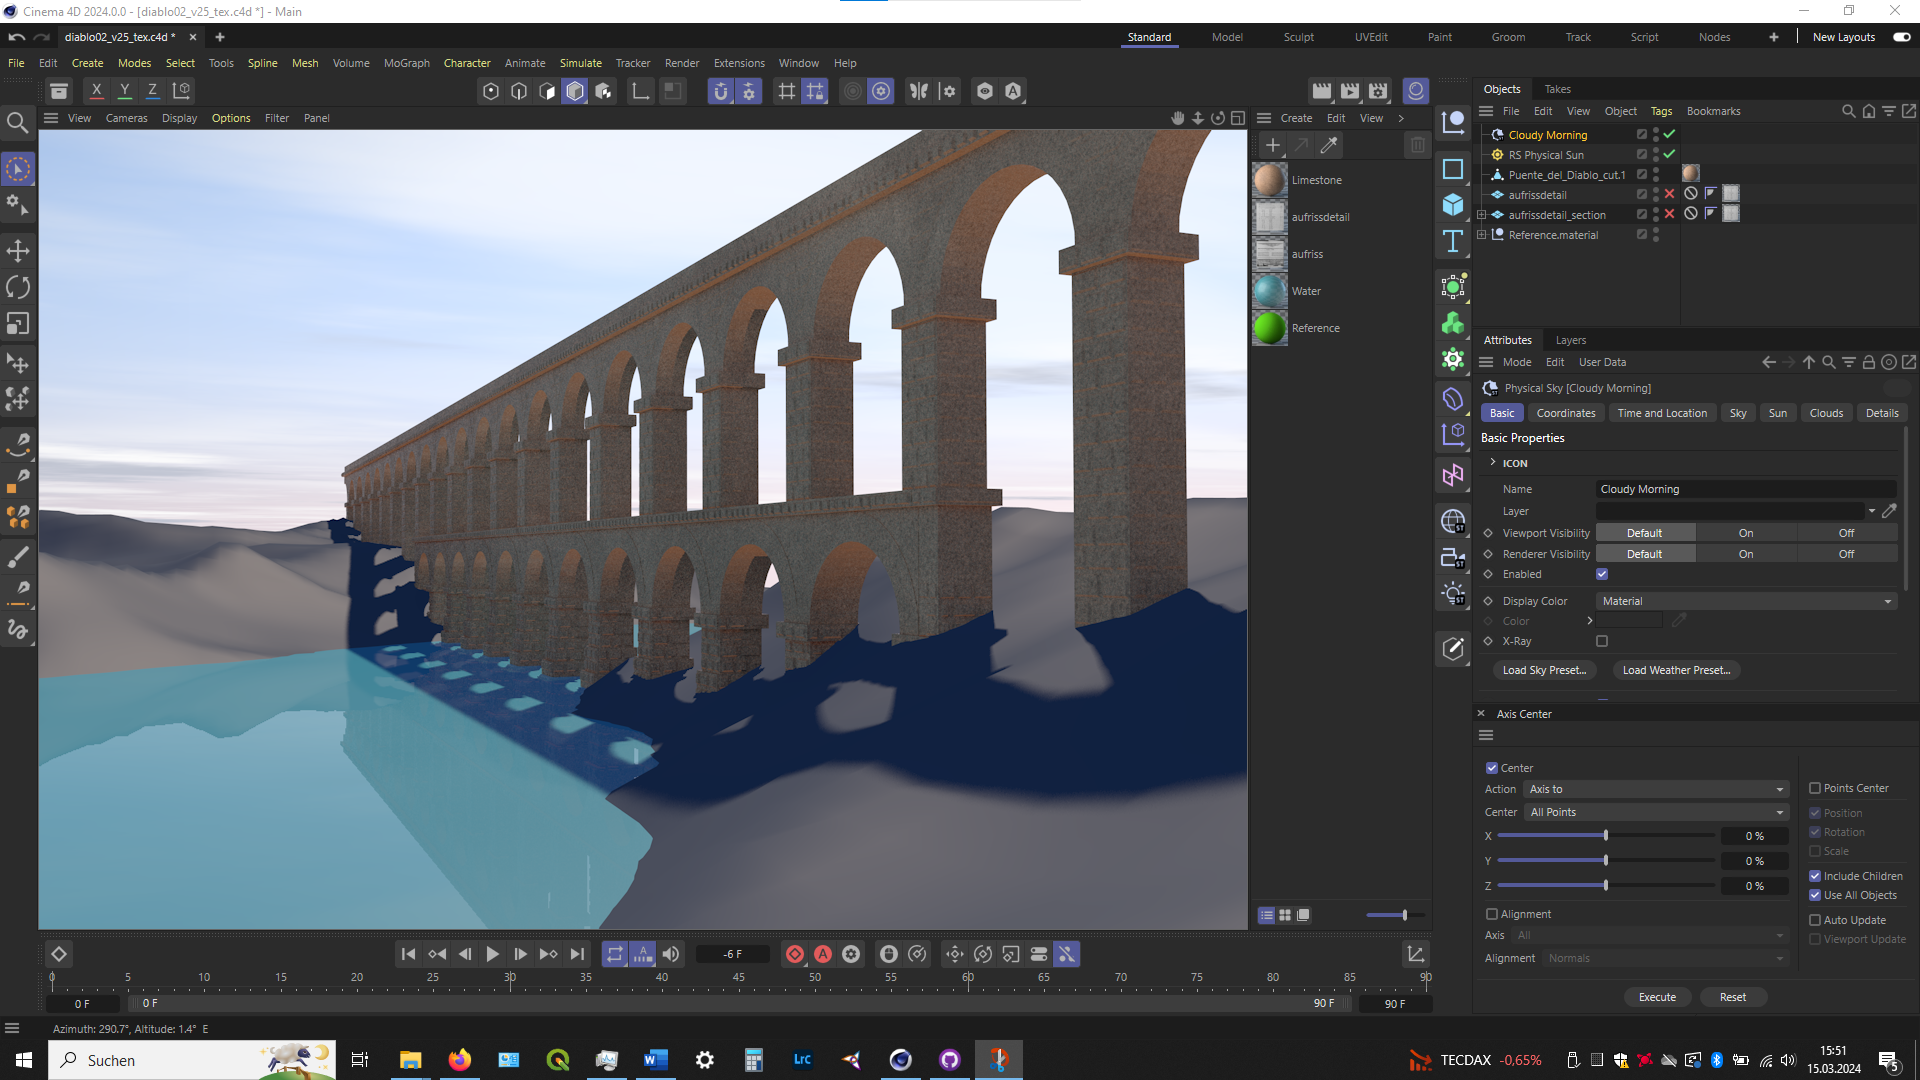 Cinema 4D 2024.0.0 - [diablo02_v25_tex.c4d *] - Main
diablo02_v25_tex.c4d *
Standard Model Sculpt UVEdit Paint Groom Track Script Nodes New Layouts
File Edit Create Modes Select Tools Spline Mesh Volume MoGraph Character Animate Simulate Tracker Render Extensions Window Help
X Y Z
View Cameras Display Options Filter Panel
Create Edit View
Limestone
aufrissdetail
aufriss
Water
Reference
Objects Takes
File Edit View Object Tags Bookmarks
Cloudy Morning
RS Physical Sun
Puente_del_Diablo_cut.1
aufrissdetail
aufrissdetail_section
Reference.material
Attributes Layers
Mode Edit User Data
Physical Sky [Cloudy Morning]
Basic Coordinates Time and Location Sky Sun Clouds Details
Basic Properties
ICON
Name Cloudy Morning
Layer
Viewport Visibility Default On Off
Renderer Visibility Default On Off
Enabled
Display Color Material
Color
X-Ray
Load Sky Preset... Load Weather Preset...
Axis Center
Center
Action Axis to
Center All Points
X 0 %
Y 0 %
Z 0 %
Alignment
Axis All
Alignment Normals
Points Center
Position
Rotation
Scale
Include Children
Use All Objects
Auto Update
Viewport Update
Execute Reset
-6 F
0 5 10 15 20 25 30 35 40 45 50 55 60 65 70 75 80 85 90
0 F 0 F 90 F 90 F
Azimuth: 290.7°, Altitude: 1.4° E
Suchen
Lrc
TECDAX -0,65%
15:51
15.03.2024
5